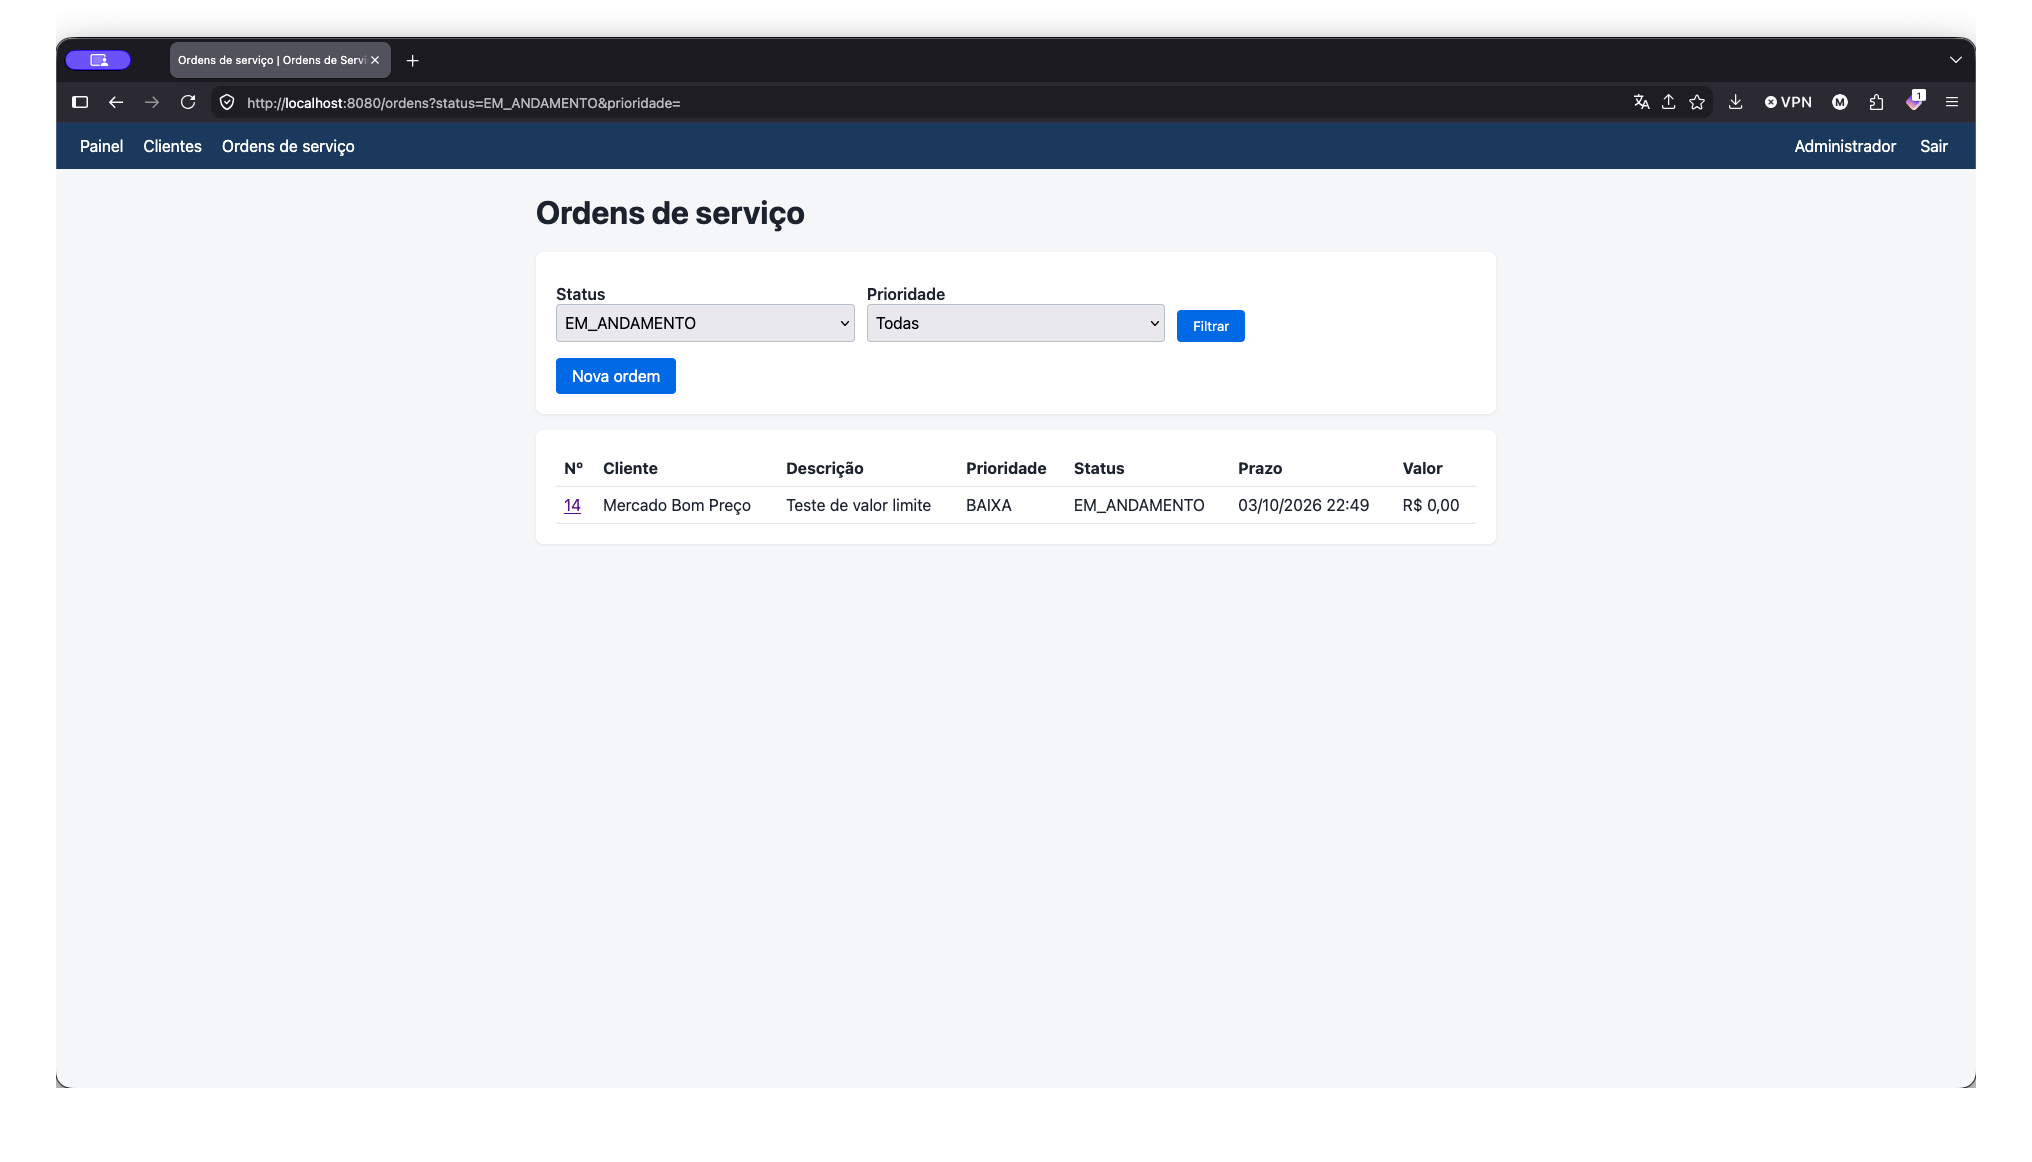 Ordens de serviço | Ordens de Servi
http://localhost:8080/ordens?status=EM_ANDAMENTO&prioridade=
VPN
M
1
Painel Clientes Ordens de serviço Administrador Sair
Ordens de serviço
Status Prioridade
EM_ANDAMENTO Todas Filtrar
Nova ordem
Nº Cliente Descrição Prioridade Status Prazo Valor
14 Mercado Bom Preço Teste de valor limite BAIXA EM_ANDAMENTO 03/10/2026 22:49 R$ 0,00